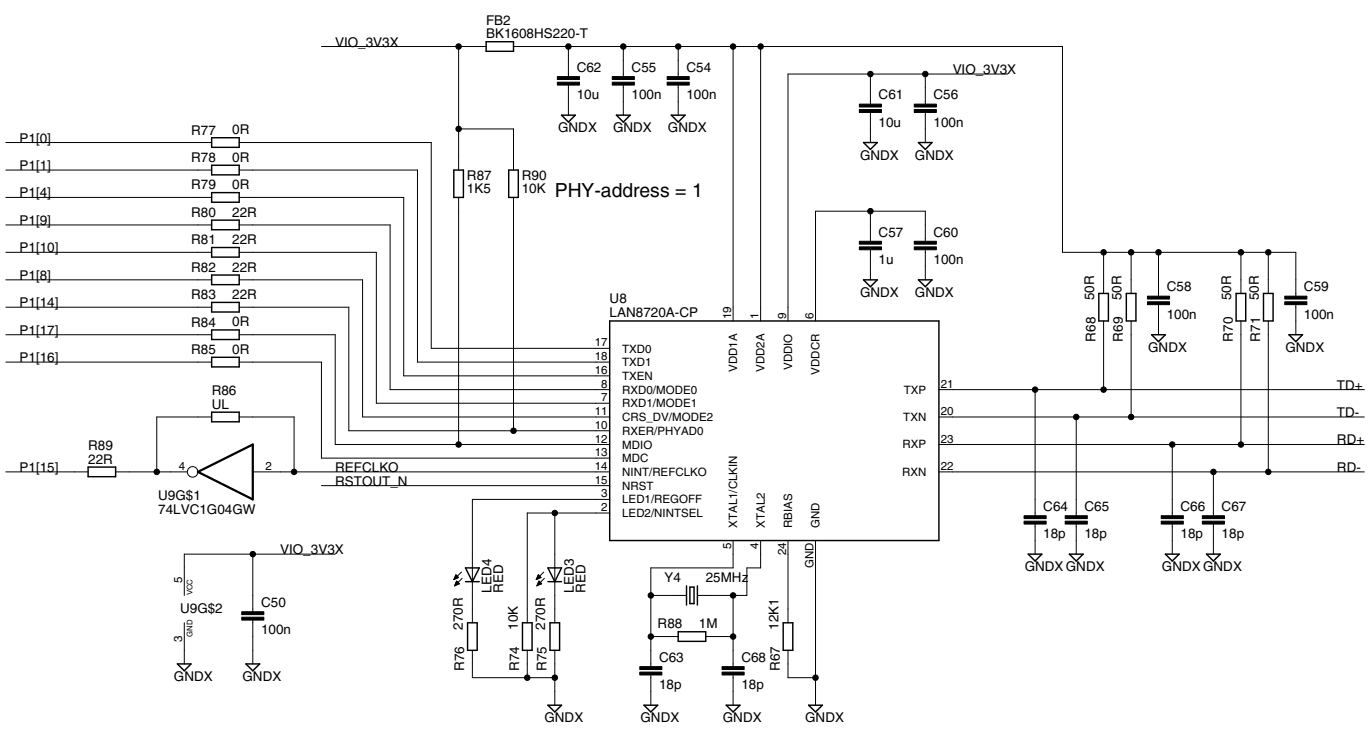 FB2
BK1608HS220-T
VIO_3V3X
C62
10u
C55
100n
C54
100n
GNDX
GNDX
GNDX
VIO_3V3X
C61
10u
C56
100n
GNDX
GNDX
P1[0]
R77 0R
P1[1]
R78 0R
P1[4]
R79 0R
P1[9]
R80 22R
P1[10]
R81 22R
P1[8]
R82 22R
P1[14]
R83 22R
P1[17]
R84 0R
P1[16]
R85 0R
R87
1K5
R90
10K
PHY-address = 1
C57
1u
C60
100n
GNDX
GNDX
R68 50R
R69 50R
C58
100n
GNDX
R70 50R
R71 50R
C59
100n
GNDX
U8
LAN8720A-CP
19
1
9
6
VDD1A
VDD2A
VDDIO
VDDCR
17 TXD0
18 TXD1
16 TXEN
8 RXD0/MODE0
7 RXD1/MODE1
11 CRS_DV/MODE2
10 RXER/PHYAD0
12 MDIO
13 MDC
14 NINT/REFCLKO
15 NRST
3 LED1/REGOFF
2 LED2/NINTSEL
TXP 21 TD+
TXN 20 TD-
RXP 23 RD+
RXN 22 RD-
XTAL1/CLKIN
XTAL2
RBIAS
GND
5
4
24
GND
R86
UL
P1[15]
R89
22R
4
2
REFCLKO
RSTOUT_N
U9G$1
74LVC1G04GW
C64
18p
C65
18p
C66
18p
C67
18p
GNDX
GNDX
GNDX
GNDX
VIO_3V3X
5
VCC
U9G$2
GND
3
C50
100n
GNDX
GNDX
LED4
RED
LED3
RED
R76 270R
R74 10K
R75 270R
GNDX
Y4 25MHz
R88 1M
C63
18p
C68
18p
GNDX
GNDX
R67 12K1
GNDX